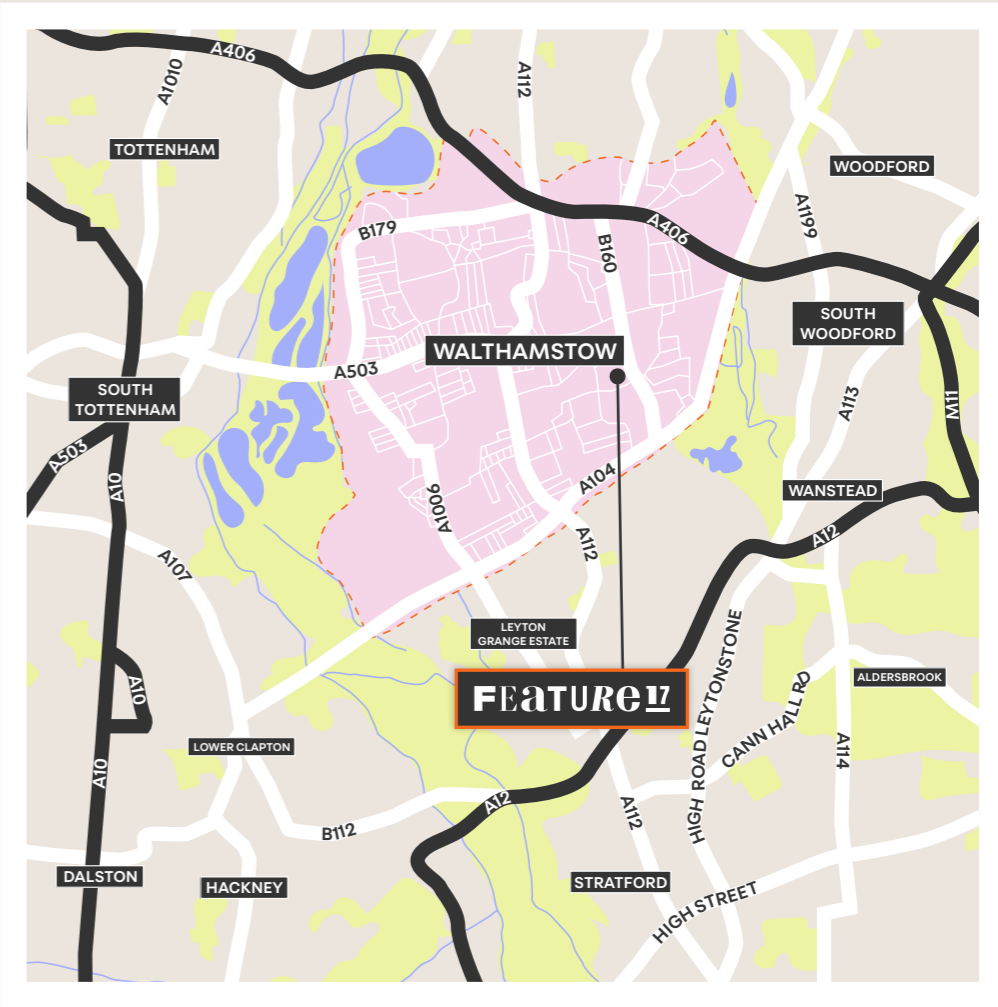 A406
A1010
A112
TOTTENHAM
WOODFORD
A1199
B179
B160
A406
SOUTH
WOODFORD
WALTHAMSTOW
A503
SOUTH
TOTTENHAM
A113
M11
A503
A10
A104
WANSTEAD
A1006
A12
A112
A107
LEYTON
GRANGE ESTATE
HIGH ROAD LEYTONSTONE
A10
FEATURE17
ALDERSBROOK
CANN HALL RD
LOWER CLAPTON
A114
A10
A12
A112
B112
DALSTON
HACKNEY
STRATFORD
HIGH STREET